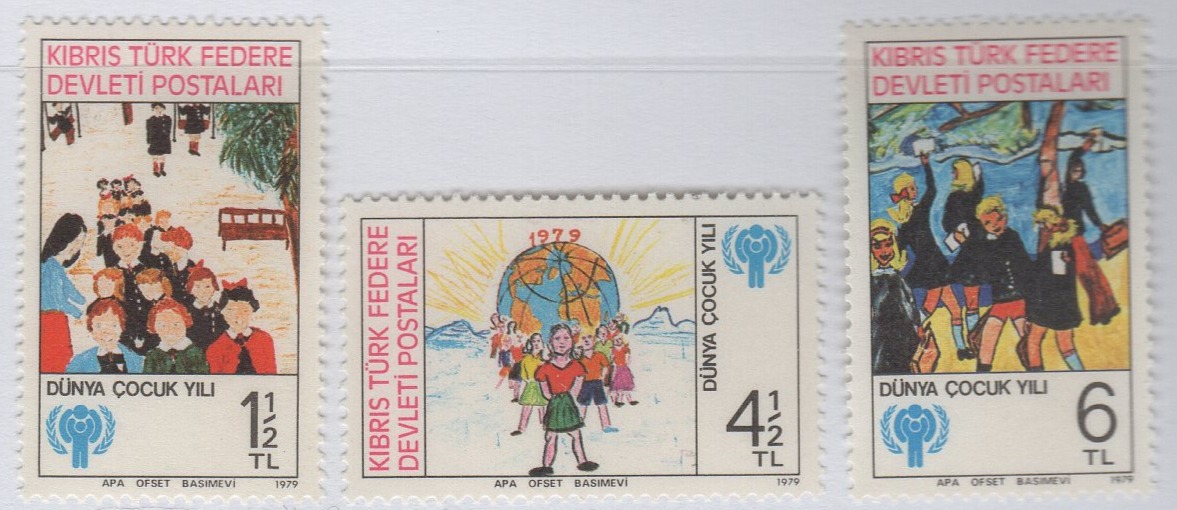 KIBRIS TÜRK FEDERE
DEVLETİ POSTALARI
DÜNYA ÇOCUK YILI
1 1/2
TL
APA OFSET BASIMEVİ 1979
KIBRIS TÜRK FEDERE
DEVLETİ POSTALARI
1979
DÜNYA ÇOCUK YILI
4 1/2
TL
APA OFSET BASIMEVİ 1979
KIBRIS TÜRK FEDERE
DEVLETİ POSTALARI
DÜNYA ÇOCUK YILI
6
TL
APA OFSET BASIMEVİ 1979